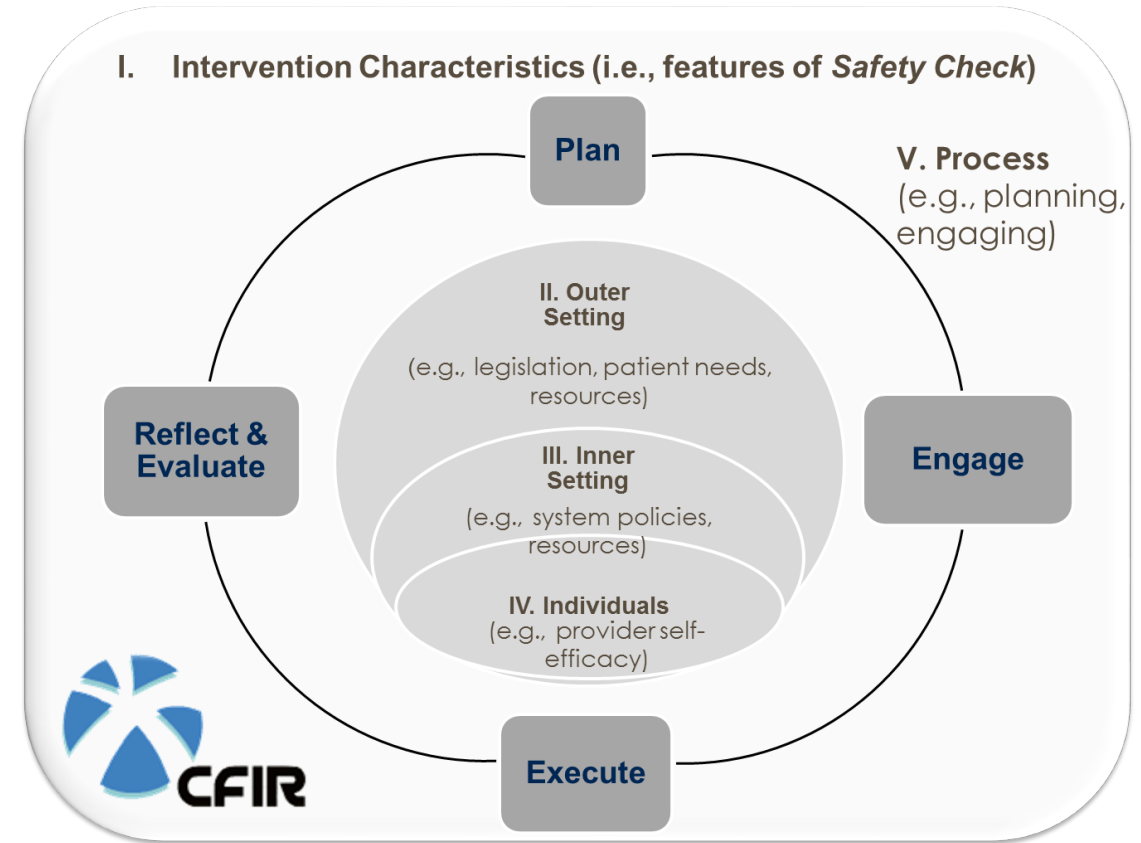 I. Intervention Characteristics (i.e., features of Safety Check)
Plan
V. Process
(e.g., planning,
engaging)
II. Outer
Setting
(e.g., legislation, patient needs,
resources)
Reflect &
Evaluate
III. Inner
Setting
(e.g., system policies,
resources)
Engage
IV. Individuals
(e.g., provider self-
efficacy)
Execute
CFIR